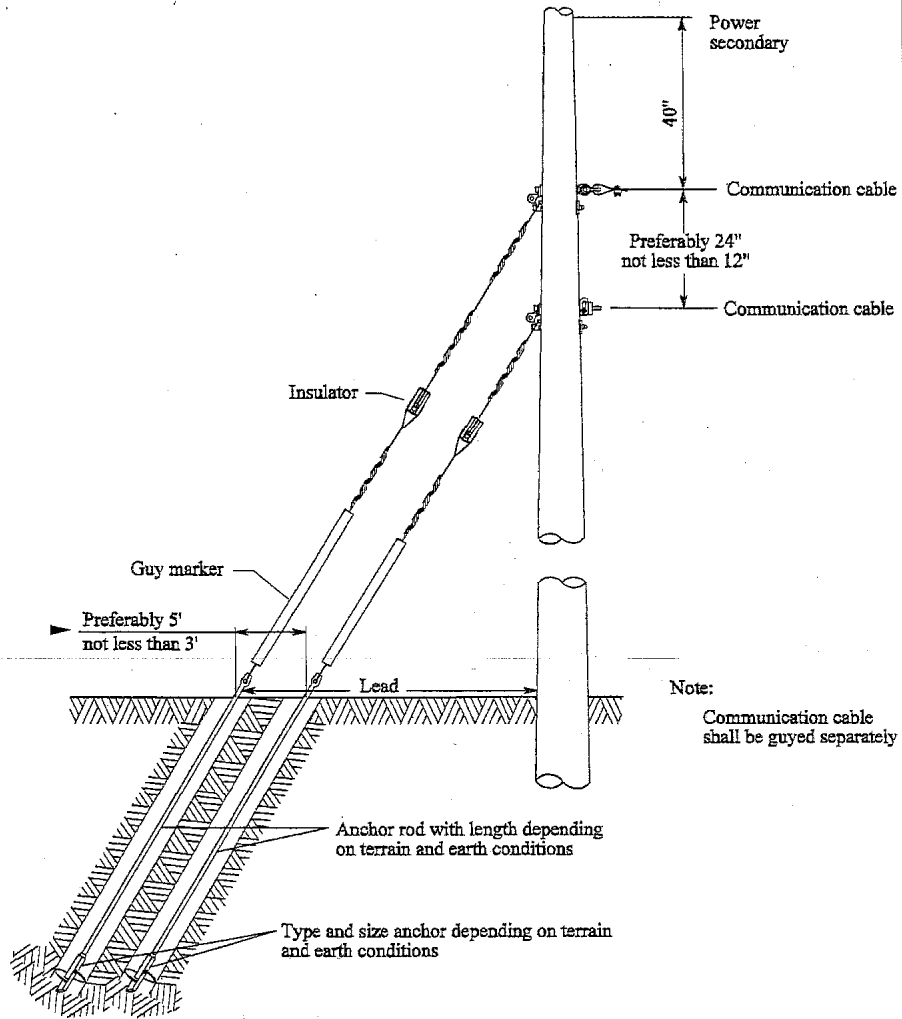 Power
secondary
40"
Communication cable
Preferably 24"
not less than 12"
Communication cable
Insulator
Guy marker
Preferably 5'
not less than 3'
Lead
Note:
Communication cable
shall be guyed separately
Anchor rod with length depending
on terrain and earth conditions
Type and size anchor depending on terrain
and earth conditions